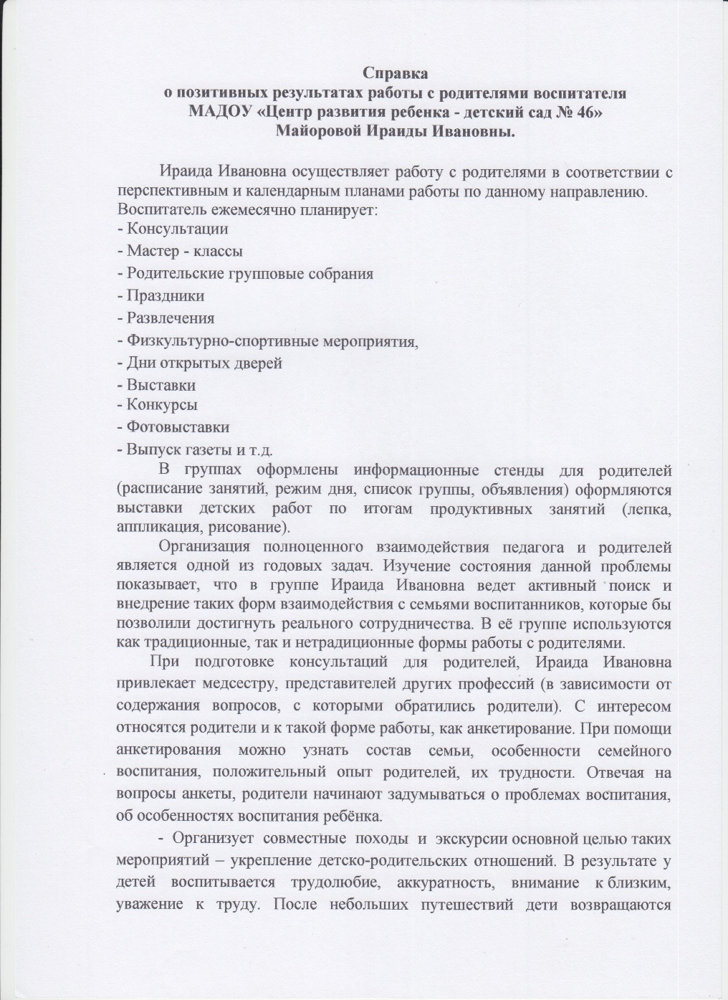 Справка
о позитивных результатах работы с родителями воспитателя
МАДОУ «Центр развития ребенка - детский сад № 46»
Майоровой Ираиды Ивановны.
Ираида Ивановна осуществляет работу с родителями в соответствии с
перспективным и календарным планами работы по данному направлению.
Воспитатель ежемесячно планирует:
- Консультации
- Мастер - классы
- Родительские групповые собрания
- Праздники
- Развлечения
- Физкультурно-спортивные мероприятия,
- Дни открытых дверей
- Выставки
- Конкурсы
- Фотовыставки
- Выпуск газеты и т.д.
В группах оформлены информационные стенды для родителей
(расписание занятий, режим дня, список группы, объявления) оформляются
выставки детских работ по итогам продуктивных занятий (лепка,
аппликация, рисование).
Организация полноценного взаимодействия педагога и родителей
является одной из годовых задач. Изучение состояния данной проблемы
показывает, что в группе Ираида Ивановна ведет активный поиск и
внедрение таких форм взаимодействия с семьями воспитанников, которые бы
позволили достигнуть реального сотрудничества. В её группе используются
как традиционные, так и нетрадиционные формы работы с родителями.
При подготовке консультаций для родителей, Ираида Ивановна
привлекает медсестру, представителей других профессий (в зависимости от
содержания вопросов, с которыми обратились родители). С интересом
относятся родители и к такой форме работы, как анкетирование. При помощи
анкетирования можно узнать состав семьи, особенности семейного
воспитания, положительный опыт родителей, их трудности. Отвечая на
вопросы анкеты, родители начинают задумываться о проблемах воспитания,
об особенностях воспитания ребёнка.
- Организует совместные походы и экскурсии основной целью таких
мероприятий – укрепление детско-родительских отношений. В результате у
детей воспитывается трудолюбие, аккуратность, внимание к близким,
уважение к труду. После небольших путешествий дети возвращаются